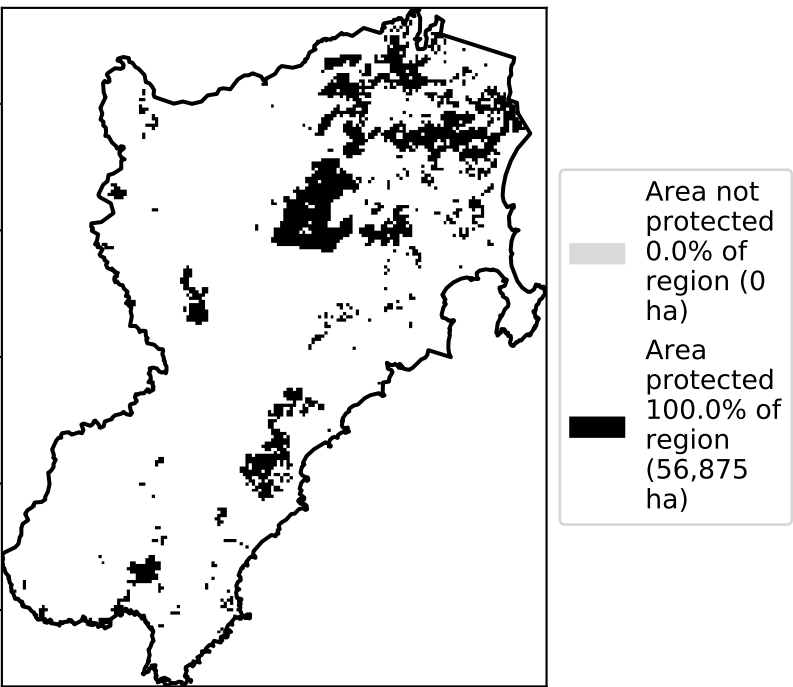 Area not
protected
0.0% of
region (0
ha)
Area
protected
100.0% of
region
(56,875
ha)